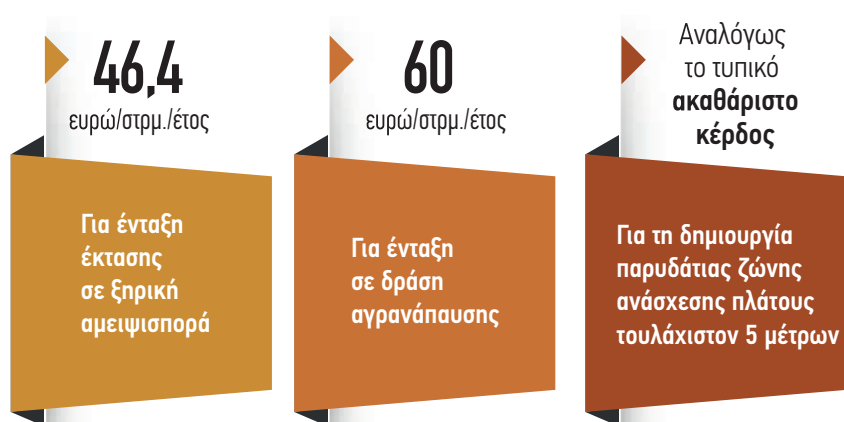 46,4
ευρώ/στρμ./έτος
Για ένταξη
έκτασης
σε ξηρική
αμειψισπορά
60
ευρώ/στρμ./έτος
Για ένταξη
σε δράση
αγρανάπαυσης
Αναλόγως
το τυπικό
ακαθάριστο
κέρδος
Για τη δημιουργία
παρυδάτιας ζώνης
ανάσχεσης πλάτους
τουλάχιστον 5 μέτρων